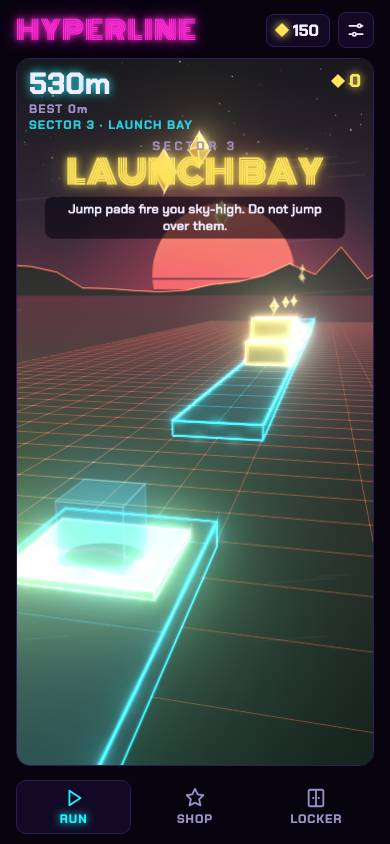 HYPERLINE
150
530m
0
BEST 0m
SECTOR 3 · LAUNCH BAY
SECTOR 3
LAUNCH BAY
Jump pads fire you sky-high. Do not jump
over them.
RUN
SHOP
LOCKER